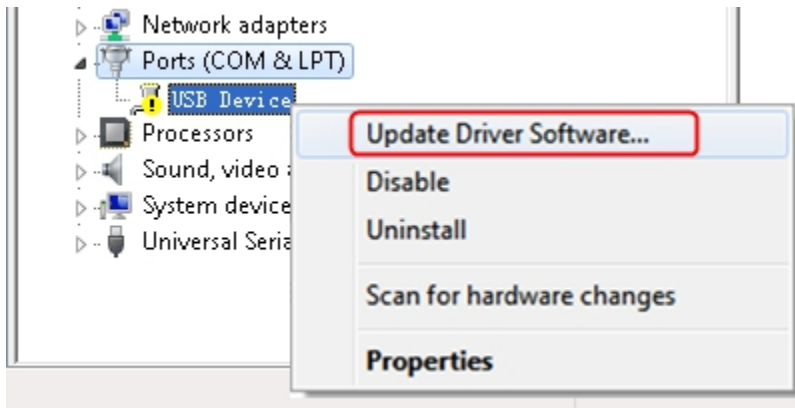 Network adapters
Ports (COM & LPT)
USB Device
Processors
Sound, video
System device
Universal Seria
Update Driver Software...
Disable
Uninstall
Scan for hardware changes
Properties